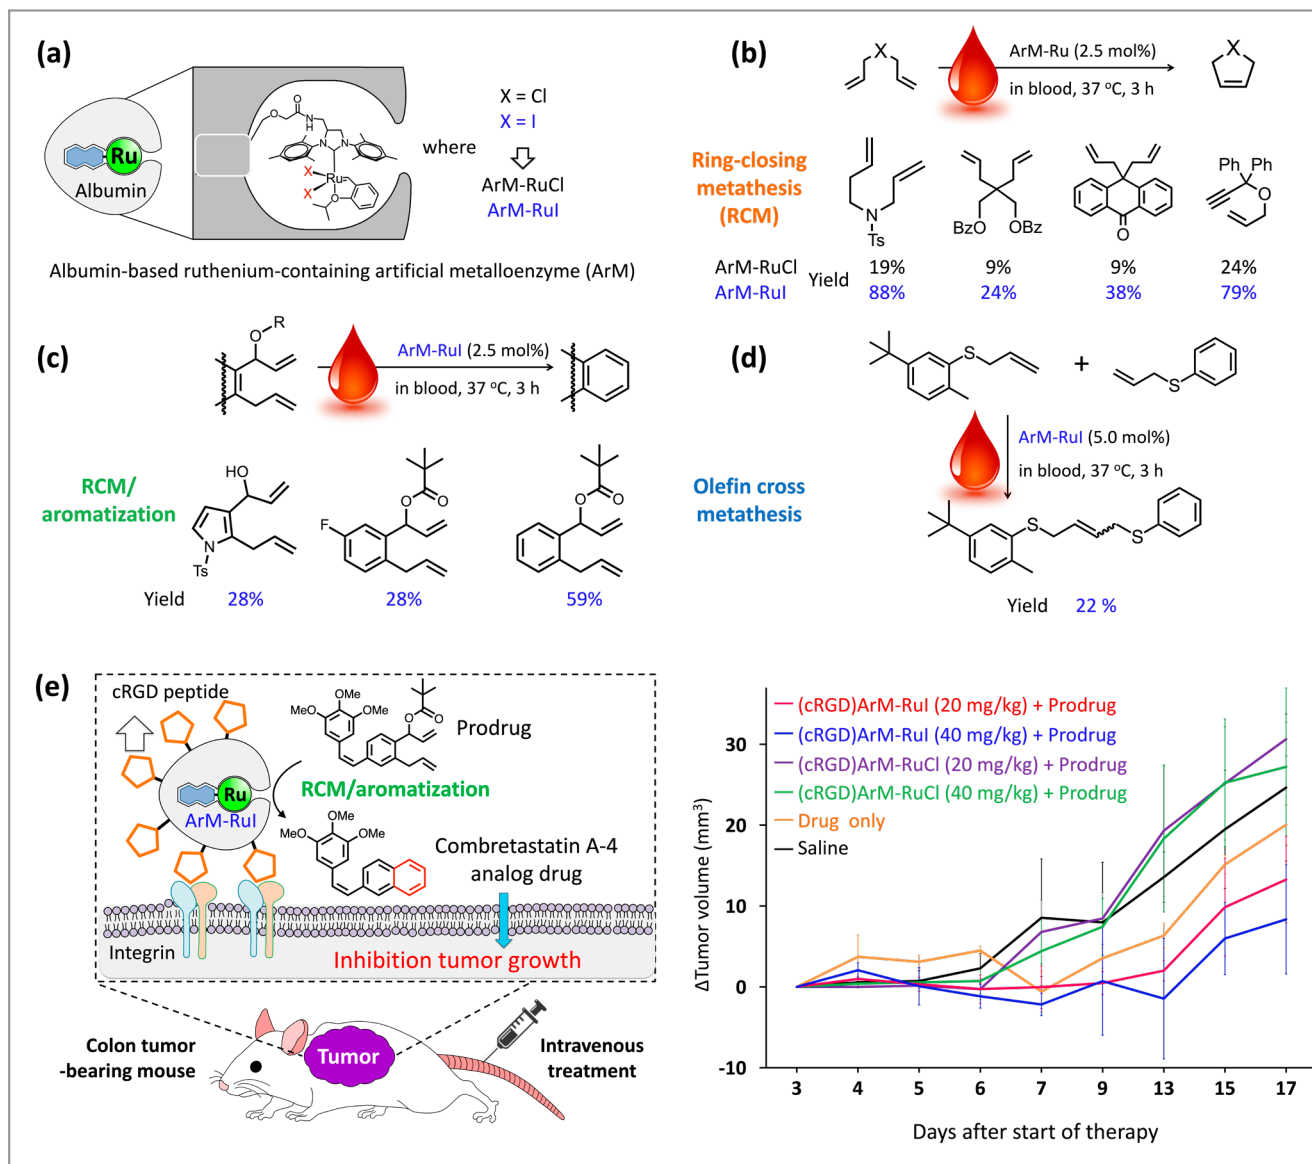 (a)
Ru
Albumin
O
O
N
H
N
N
X
X
Ru
O
where
X = Cl
X = I
ArM-RuCl
ArM-RuI
Albumin-based ruthenium-containing artificial metalloenzyme (ArM)
(b)
X
ArM-Ru (2.5 mol%)
in blood, 37 °C, 3 h
X
Ring-closing
metathesis
(RCM)
N
Ts
OBz
OBz
O
Ph
Ph
O
ArM-RuCl
ArM-RuI
Yield
19%
9%
9%
24%
88%
24%
38%
79%
(c)
O
R
ArM-RuI (2.5 mol%)
in blood, 37 °C, 3 h
RCM/
aromatization
HO
N
Ts
F
O
O
O
O
Yield
28%
28%
59%
(d)
S
+
S
ArM-RuI (5.0 mol%)
in blood, 37 °C, 3 h
Olefin cross
metathesis
S
S
Yield
22 %
(e)
cRGD peptide
Ru
ArM-RuI
OMe
MeO
OMe
O
O
Prodrug
RCM/aromatization
OMe
MeO
OMe
Combretastatin A-4
analog drug
Integrin
Inhibition tumor growth
Colon tumor
-bearing mouse
Tumor
Intravenous
treatment
(cRGD)ArM-RuI (20 mg/kg) + Prodrug
(cRGD)ArM-RuI (40 mg/kg) + Prodrug
(cRGD)ArM-RuCl (20 mg/kg) + Prodrug
(cRGD)ArM-RuCl (40 mg/kg) + Prodrug
Drug only
Saline
ΔTumor volume (mm³)
30
20
10
0
-10
3 4 5 6 7 9 13 15 17
Days after start of therapy